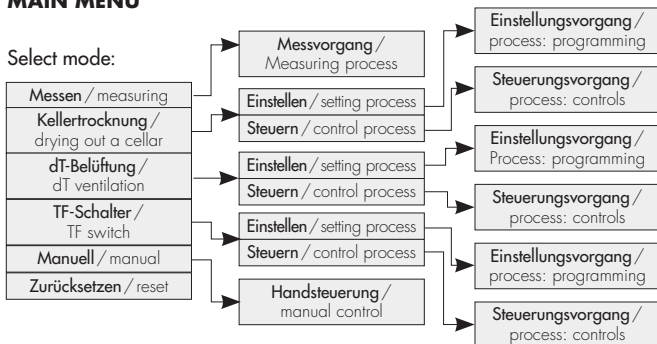 MAIN MENU
Select mode:
Messen / measuring
Kellertrocknung /
drying out a cellar
dT-Belüftung /
dT ventilation
TF-Schalter /
TF switch
Manuell / manual
Zurücksetzen / reset
Messvorgang /
Measuring process
Einstellen / setting process
Steuern / control process
Einstellen / setting process
Steuern / control process
Einstellen / setting process
Steuern / control process
Handsteuerung /
manual control
Einstellungsvorgang /
process: programming
Steuerungsvorgang /
process: controls
Einstellungsvorgang /
Process: programming
Steuerungsvorgang /
process: controls
Einstellungsvorgang /
process: programming
Steuerungsvorgang /
process: controls